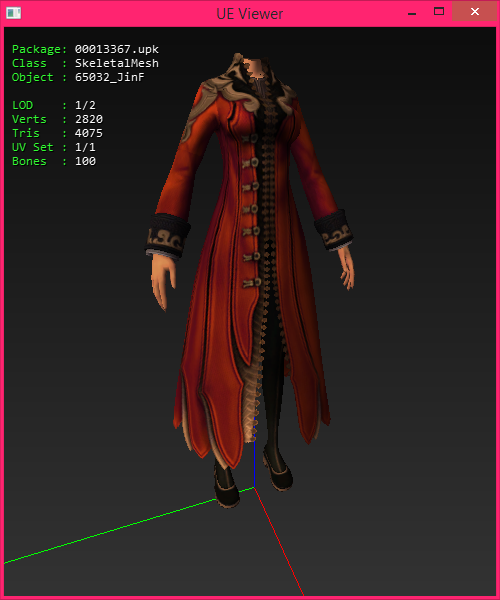 UE Viewer
Package: 00013367.upk
Class : SkeletalMesh
Object : 65032_JinF
LOD : 1/2
Verts : 2820
Tris : 4075
UV Set : 1/1
Bones : 100